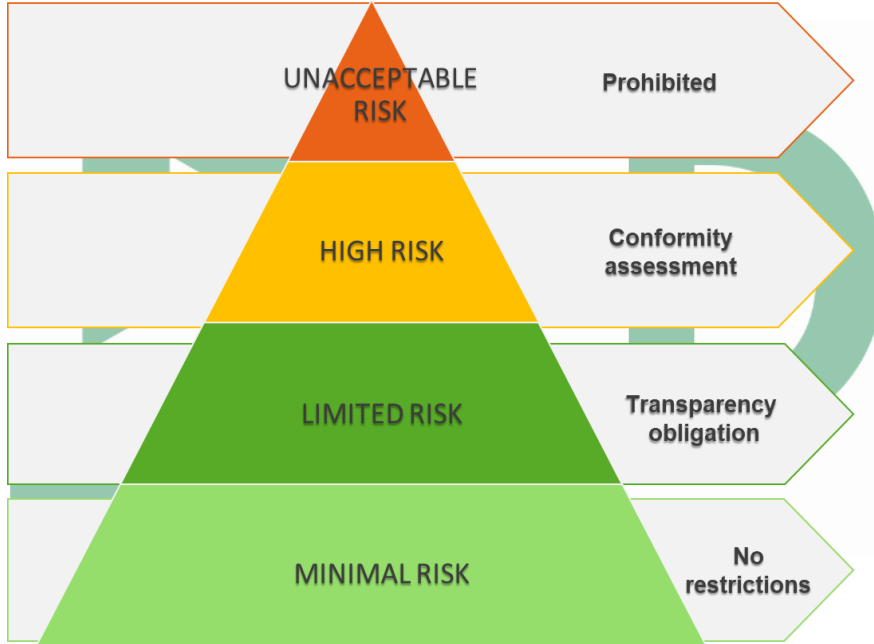 UNACCEPTABLE
RISK
Prohibited
HIGH RISK
Conformity
assessment
LIMITED RISK
Transparency
obligation
MINIMAL RISK
No
restrictions